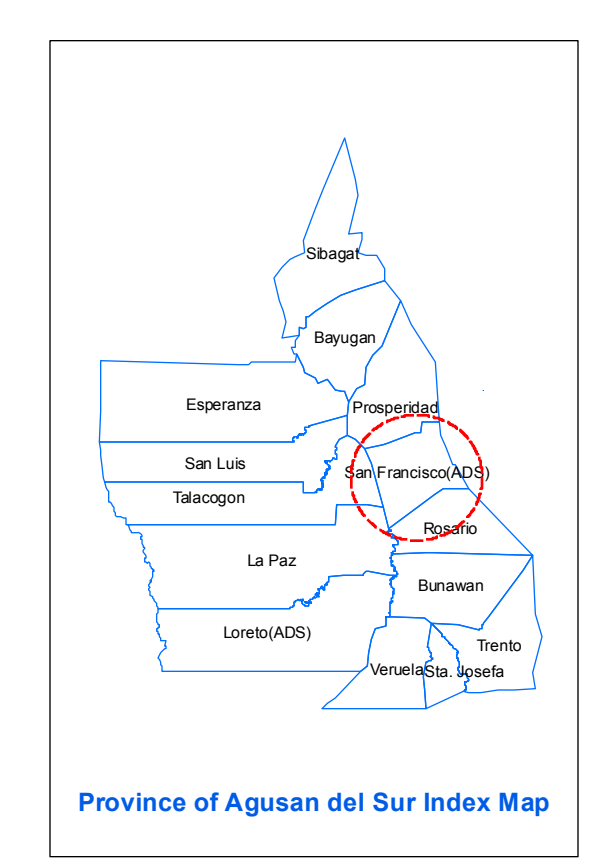 Sibagat
Bayugan
Esperanza
Prosperidad
San Luis
San Francisco(ADS)
Talacogon
Rosario
La Paz
Bunawan
Loreto(ADS)
Trento
Veruela
Sta. Josefa
Province of Agusan del Sur Index Map